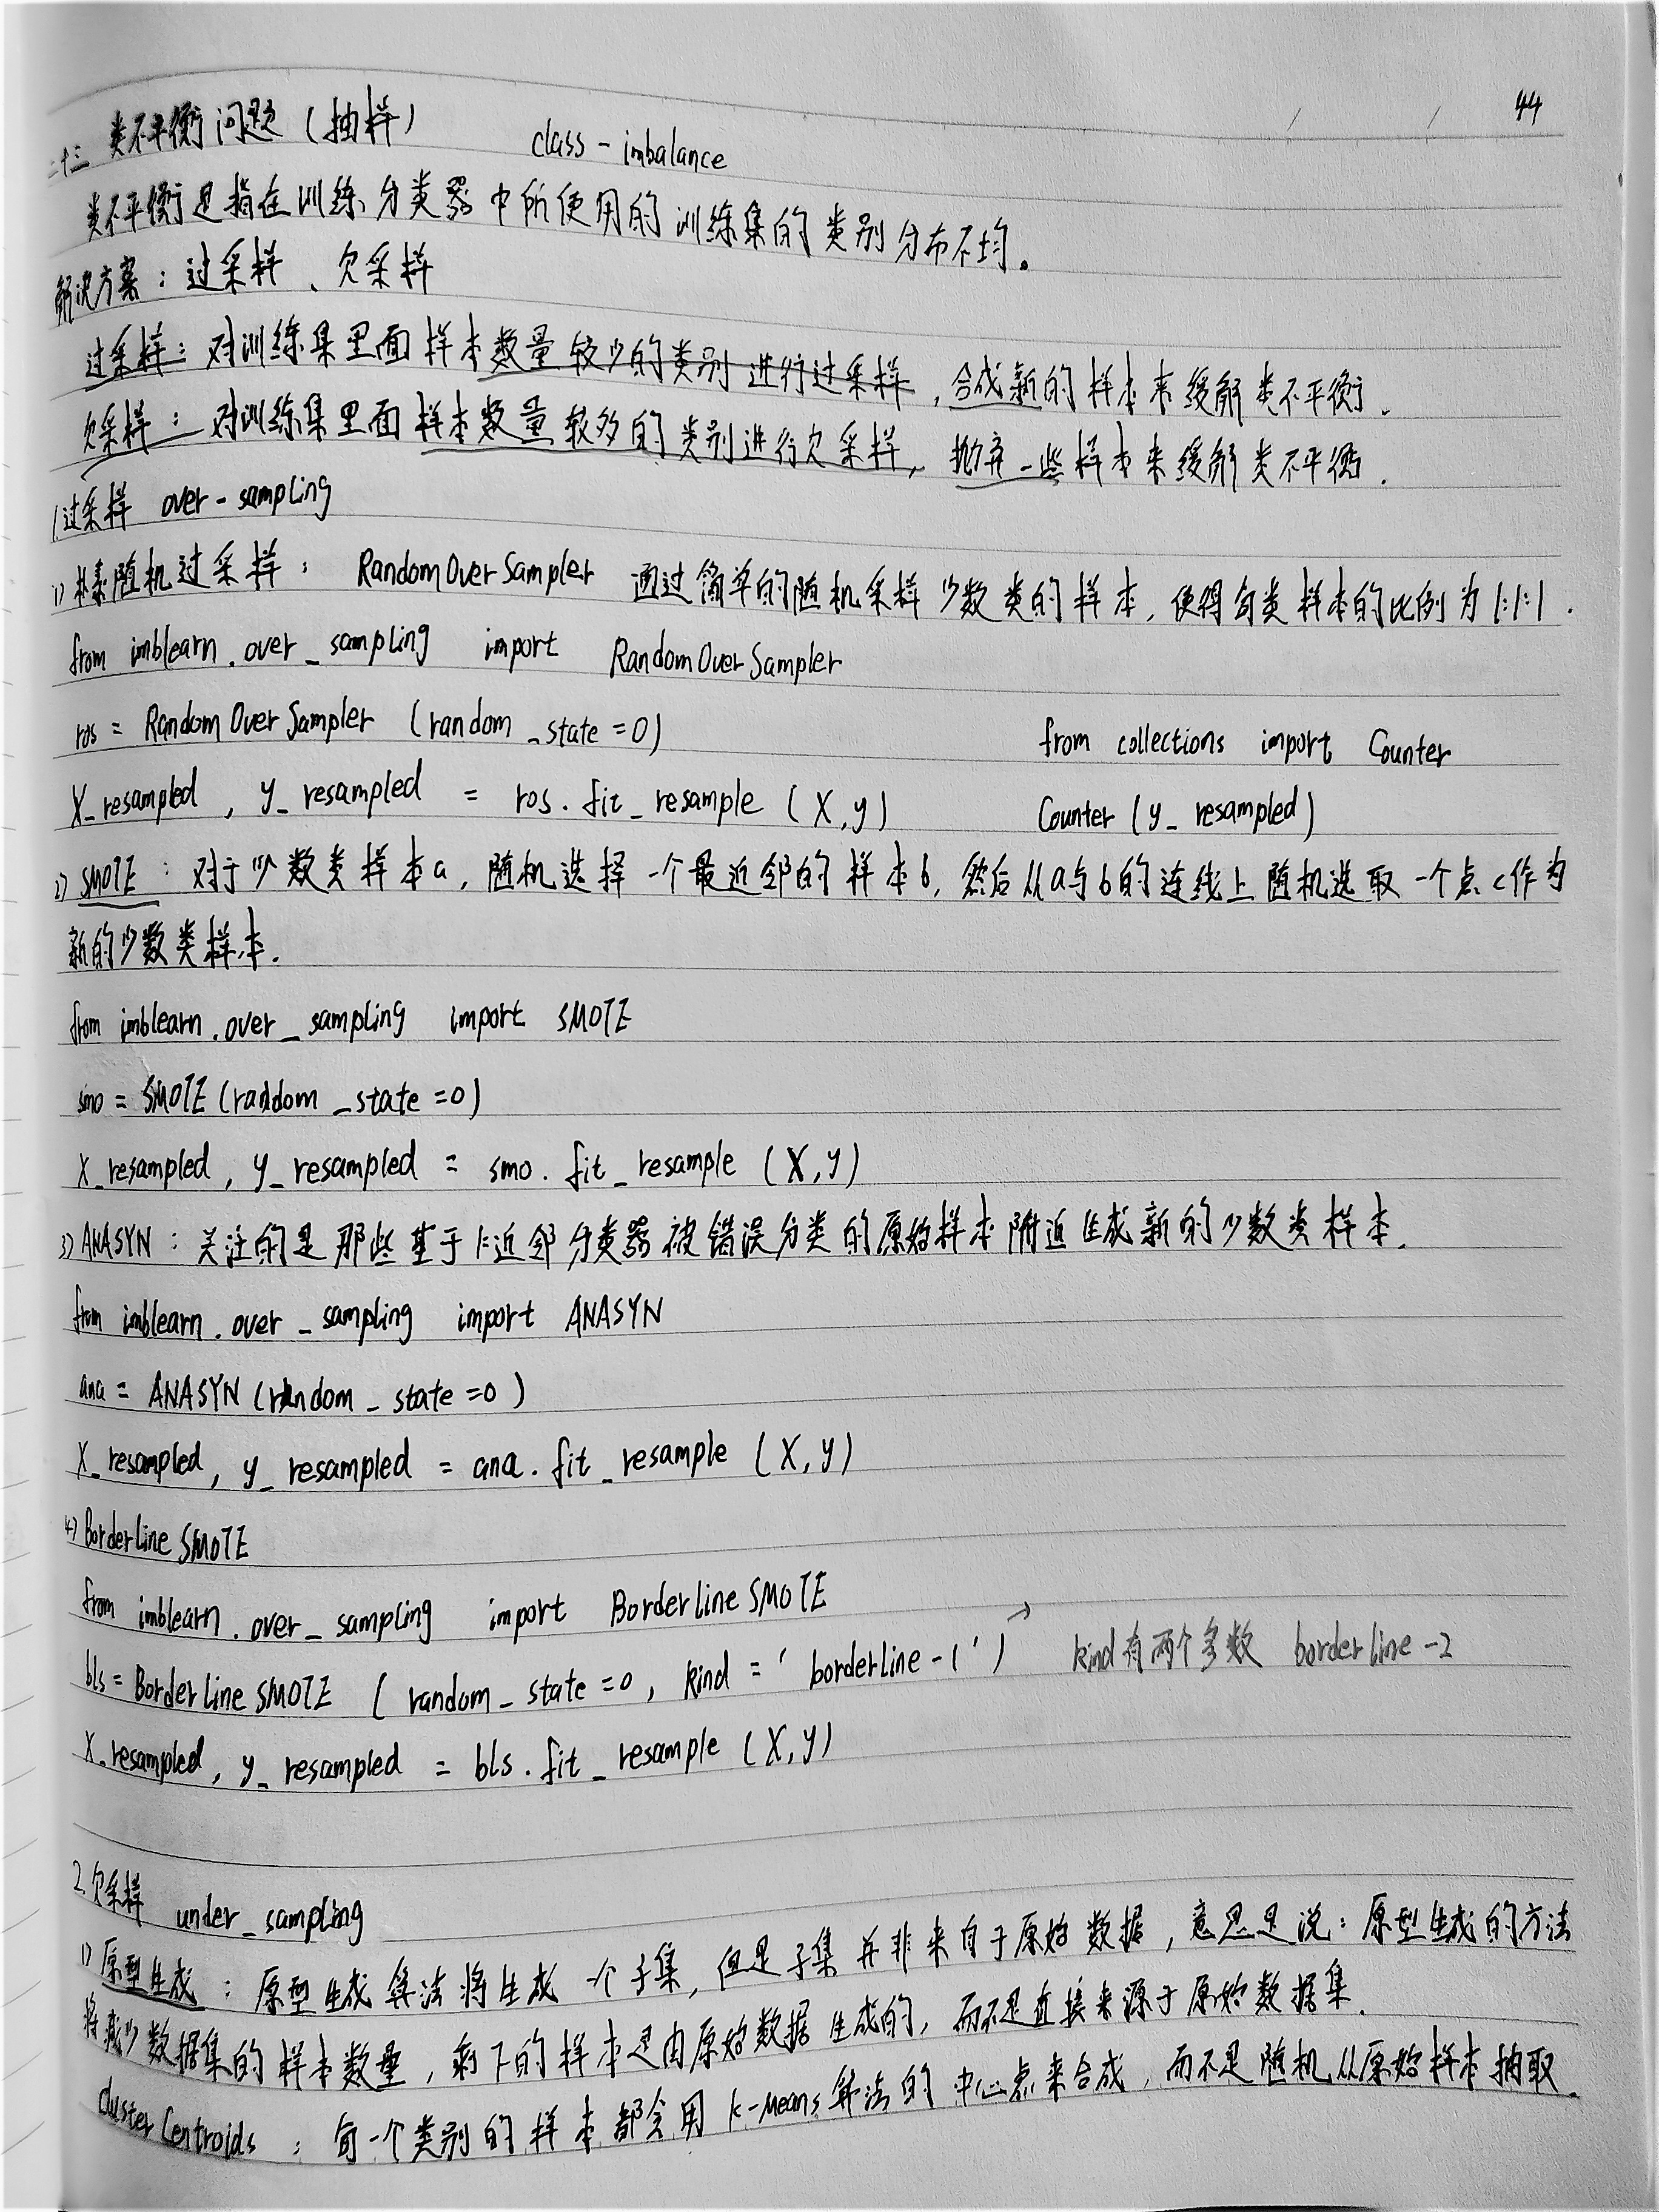 44
二十三 类不平衡问题（抽样） class-imbalance
类不平衡是指在训练分类器中所使用的训练集的类别分布不均。
解决方案：过采样、欠采样
过采样：对训练集里面样本数量较少的类别进行过采样，合成新的样本来缓解类不平衡.
欠采样：对训练集里面样本数量较多的类别进行欠采样，抛弃一些样本来缓解类不平衡.
1.过采样 over-sampling
1) 朴素随机过采样： RandomOverSampler 通过简单的随机采样少数类的样本，使得每类样本的比例为1:1:1.
from imblearn.over_sampling import RandomOverSampler
ros = RandomOverSampler (random_state=0) from collections import Counter
X_resampled, y_resampled = ros.fit_resample (X,y) Counter (y_resampled)
2) SMOTE：对于少数类样本a，随机选择一个最近邻的样本b，然后从a与b的连线上随机选取一个点c作为
新的少数类样本.
from imblearn.over_sampling import SMOTE
smo = SMOTE(random_state=0)
X_resampled, y_resampled = smo.fit_resample (X,y)
3) ANASYN：关注的是那些基于K近邻分类器被错误分类的原始样本附近生成新的少数类样本.
from imblearn.over_sampling import ANASYN
ana = ANASYN (random_state=0)
X_resampled, y_resampled = ana.fit_resample (X,y)
4) BorderLineSMOTE
from imblearn.over_sampling import BorderlineSMOTE
bls = BorderLineSMOTE (random_state=0, kind='borderline-1') → kind有两个多数 borderline-2
X_resampled, y_resampled = bls.fit_resample (X,y)
2.欠采样 under_sampling
1) 原型生成：原型生成算法将生成一个子集，但是子集并非来自于原始数据，意思是说：原型生成的方法
将减少数据集的样本数量，剩下的样本是由原始数据生成的，而不是直接来源于原始数据集.
ClusterCentroids：每一个类别的样本都会用K-Means算法的中心点来合成，而不是随机从原始样本抽取.